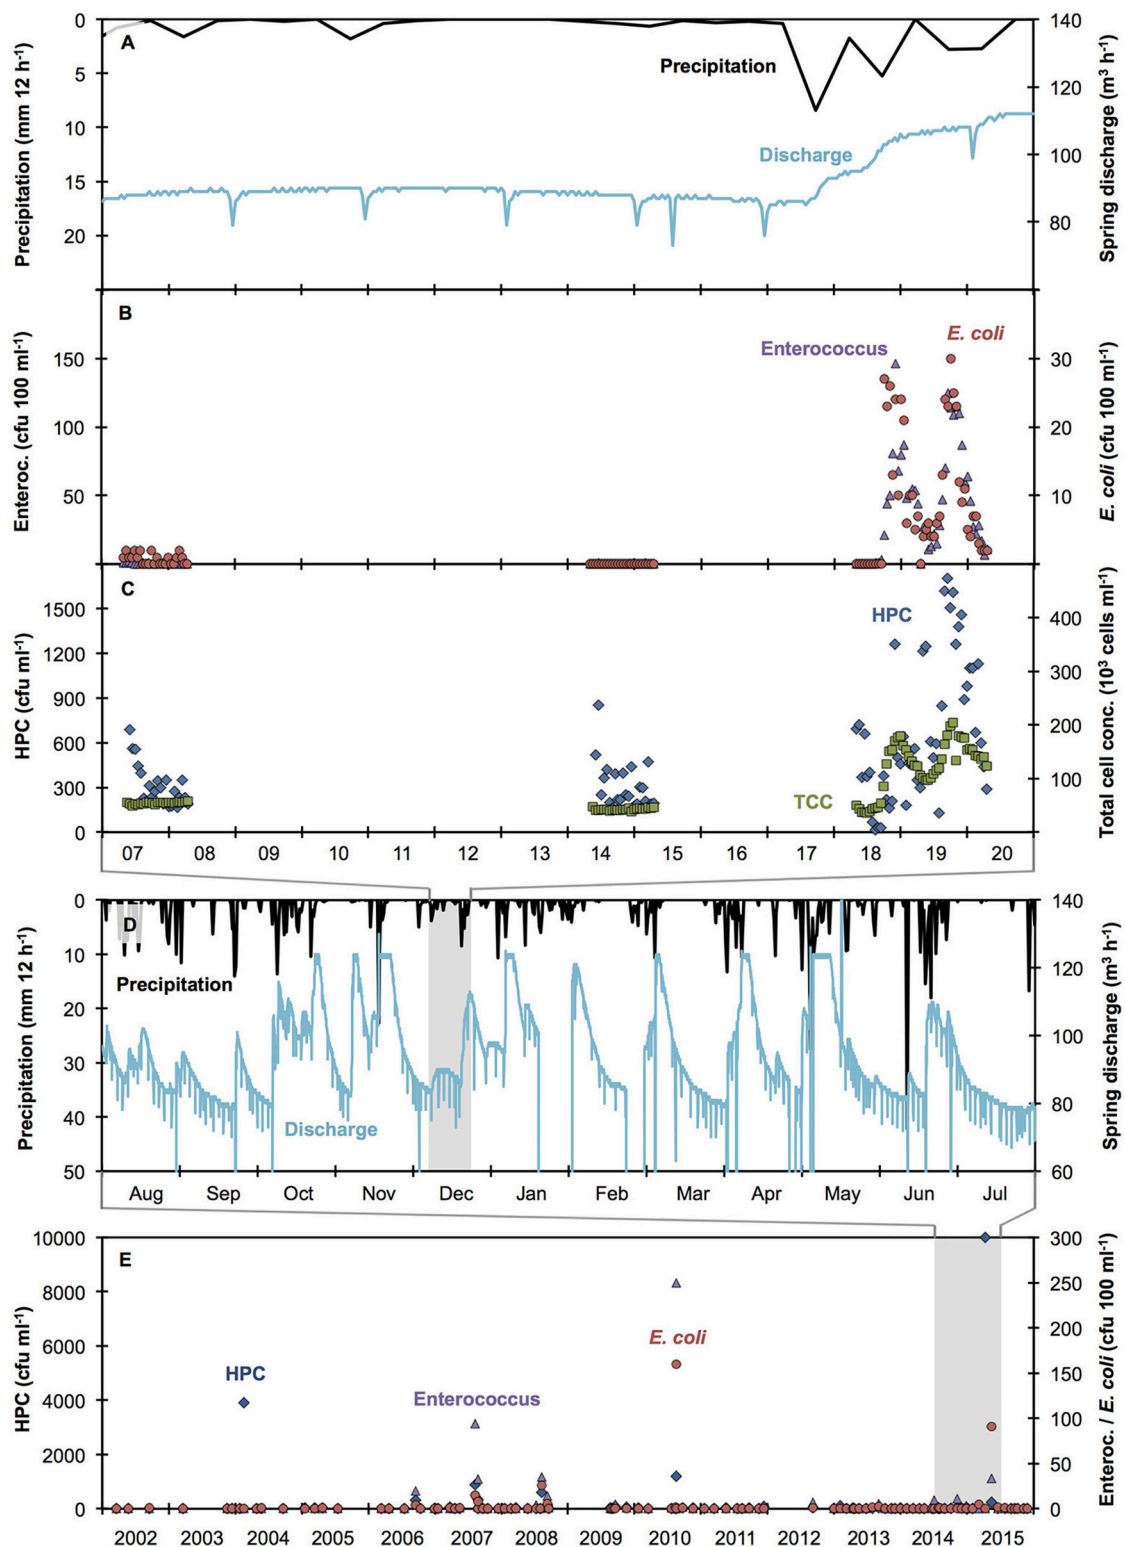 A
Precipitation (mm 12 h⁻¹)
0
5
10
15
20
Precipitation
Discharge
140
120
100
80
Spring discharge (m³ h⁻¹)
B
Enteroc. (cfu 100 ml⁻¹)
150
100
50
Enterococcus
E. coli
30
20
10
E. coli (cfu 100 ml⁻¹)
C
HPC (cfu ml⁻¹)
1500
1200
900
600
300
0
HPC
TCC
400
300
200
100
Total cell conc. (10³ cells ml⁻¹)
07 08 09 10 11 12 13 14 15 16 17 18 19 20
D
Precipitation (mm 12 h⁻¹)
0
10
20
30
40
50
Precipitation
Discharge
140
120
100
80
60
Spring discharge (m³ h⁻¹)
Aug Sep Oct Nov Dec Jan Feb Mar Apr May Jun Jul
E
HPC (cfu ml⁻¹)
10000
8000
6000
4000
2000
0
HPC
Enterococcus
E. coli
300
250
200
150
100
50
0
Enteroc. / E. coli (cfu 100 ml⁻¹)
2002 2003 2004 2005 2006 2007 2008 2009 2010 2011 2012 2013 2014 2015